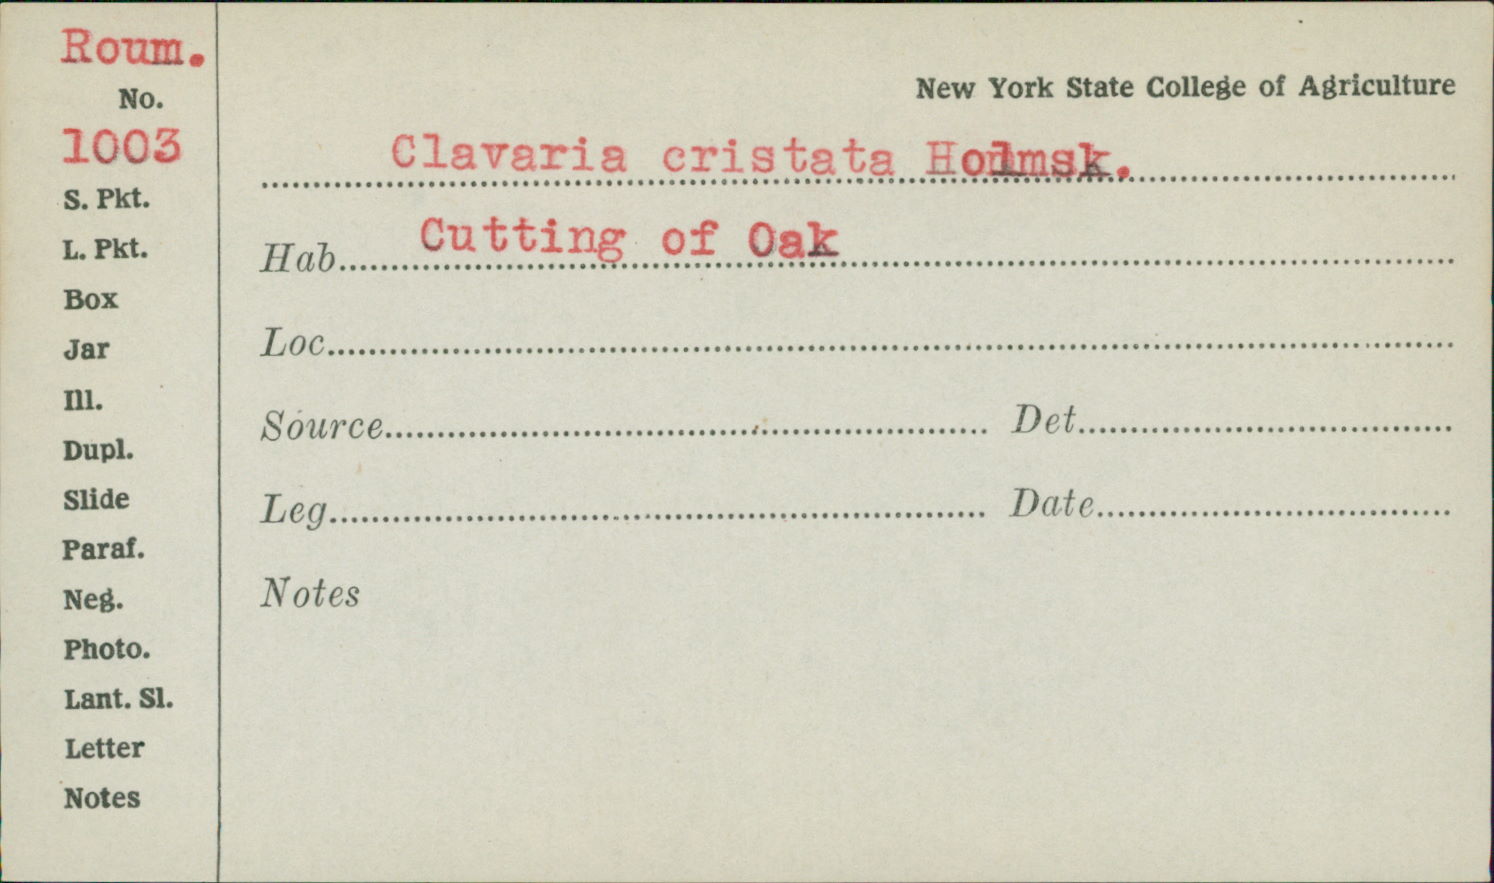 Roum.
No.
1003
S. Pkt.
L. Pkt.
Box
Jar
Ill.
Dupl.
Slide
Paraf.
Neg.
Photo.
Lant. Sl.
Letter
Notes
New York State College of Agriculture
Clavaria cristata Holmsk.
Hab. Cutting of Oak
Loc.
Source
Det.
Leg.
Date
Notes